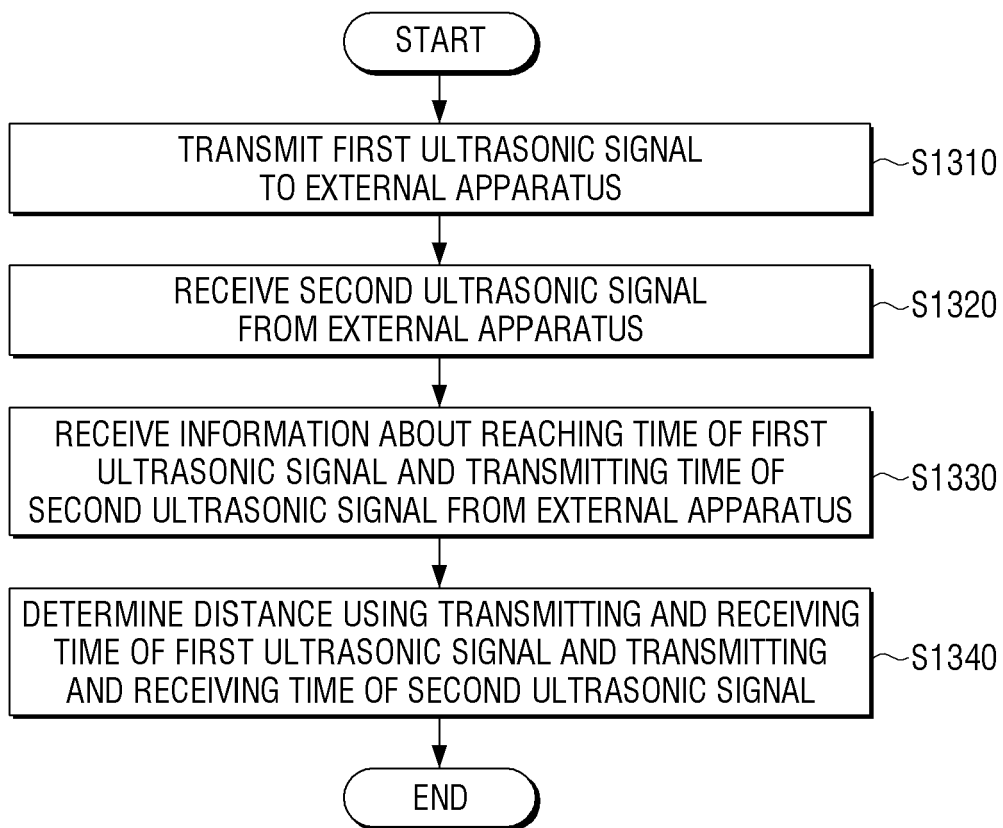 START
TRANSMIT FIRST ULTRASONIC SIGNAL
TO EXTERNAL APPARATUS
S1310
RECEIVE SECOND ULTRASONIC SIGNAL
FROM EXTERNAL APPARATUS
S1320
RECEIVE INFORMATION ABOUT REACHING TIME OF FIRST
ULTRASONIC SIGNAL AND TRANSMITTING TIME OF
SECOND ULTRASONIC SIGNAL FROM EXTERNAL APPARATUS
S1330
DETERMINE DISTANCE USING TRANSMITTING AND RECEIVING
TIME OF FIRST ULTRASONIC SIGNAL AND TRANSMITTING
AND RECEIVING TIME OF SECOND ULTRASONIC SIGNAL
S1340
END